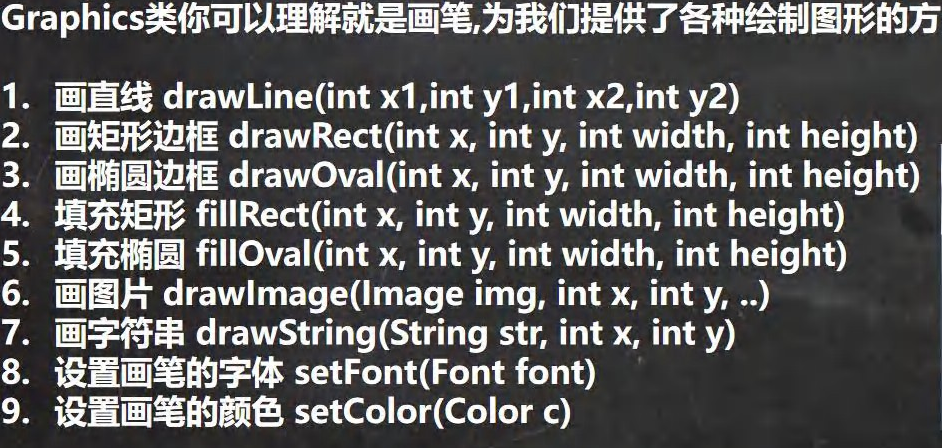 Graphics类你可以理解就是画笔,为我们提供了各种绘制图形的方
1. 画直线 drawLine(int x1,int y1,int x2,int y2)
2. 画矩形边框 drawRect(int x, int y, int width, int height)
3. 画椭圆边框 drawOval(int x, int y, int width, int height)
4. 填充矩形 fillRect(int x, int y, int width, int height)
5. 填充椭圆 fillOval(int x, int y, int width, int height)
6. 画图片 drawImage(Image img, int x, int y, ..)
7. 画字符串 drawString(String str, int x, int y)
8. 设置画笔的字体 setFont(Font font)
9. 设置画笔的颜色 setColor(Color c)